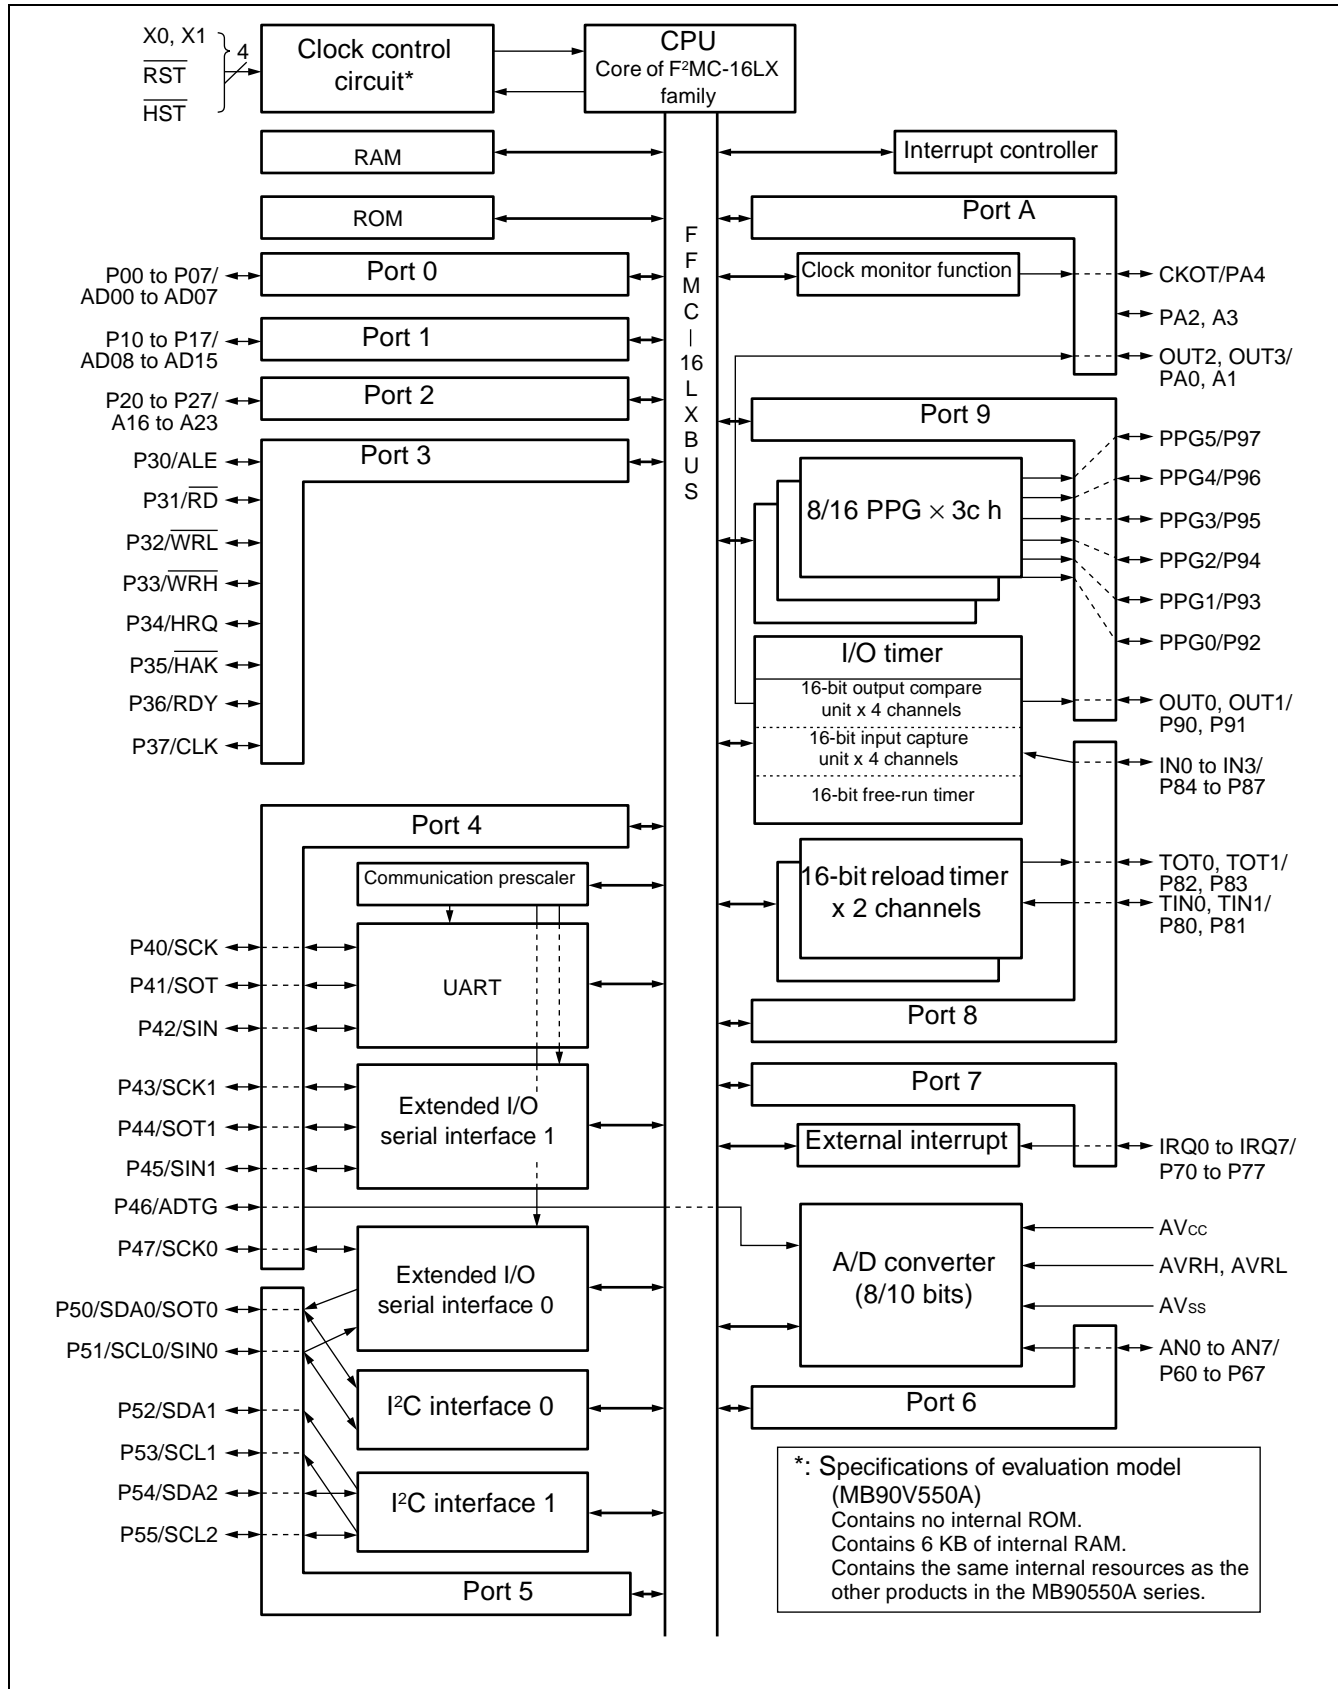 X0, X1
RST
HST
4
Clock control
circuit*
CPU
Core of F²MC-16LX
family
RAM
ROM
Interrupt controller
Port A
Port 0
P00 to P07/
AD00 to AD07
Clock monitor function
CKOT/PA4
PA2, A3
OUT2, OUT3/
PA0, A1
Port 1
P10 to P17/
AD08 to AD15
Port 2
P20 to P27/
A16 to A23
Port 3
P30/ALE
P31/RD
P32/WRL
P33/WRH
P34/HRQ
P35/HAK
P36/RDY
P37/CLK
F
F
M
C
|
16
L
X
B
U
S
Port 9
8/16 PPG × 3c h
PPG5/P97
PPG4/P96
PPG3/P95
PPG2/P94
PPG1/P93
PPG0/P92
I/O timer
16-bit output compare
unit x 4 channels
16-bit input capture
unit x 4 channels
16-bit free-run timer
OUT0, OUT1/
P90, P91
IN0 to IN3/
P84 to P87
16-bit reload timer
x 2 channels
TOT0, TOT1/
P82, P83
TIN0, TIN1/
P80, P81
Port 8
Port 4
Communication prescaler
UART
P40/SCK
P41/SOT
P42/SIN
P43/SCK1
P44/SOT1
P45/SIN1
P46/ADTG
P47/SCK0
Extended I/O
serial interface 1
Extended I/O
serial interface 0
Port 7
External interrupt
IRQ0 to IRQ7/
P70 to P77
A/D converter
(8/10 bits)
AVCC
AVRH, AVRL
AVSS
AN0 to AN7/
P60 to P67
Port 6
P50/SDA0/SOT0
P51/SCL0/SIN0
P52/SDA1
P53/SCL1
P54/SDA2
P55/SCL2
I²C interface 0
I²C interface 1
Port 5
*: Specifications of evaluation model
(MB90V550A)
Contains no internal ROM.
Contains 6 KB of internal RAM.
Contains the same internal resources as the
other products in the MB90550A series.